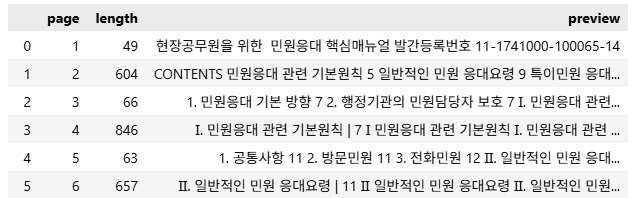 page length preview
0 1 49 현장공무원을 위한 민원응대 핵심매뉴얼 발간등록번호 11-1741000-100065-14
1 2 604 CONTENTS 민원응대 관련 기본원칙 5 일반적인 민원 응대요령 9 특이민원 응대...
2 3 66 1. 민원응대 기본 방향 7 2. 행정기관의 민원담당자 보호 7 I. 민원응대 관련...
3 4 846 I. 민원응대 관련 기본원칙 | 7 I 민원응대 관련 기본원칙 I. 민원응대 관련 ...
4 5 63 1. 공통사항 11 2. 방문민원 11 3. 전화민원 12 II. 일반적인 민원 응대...
5 6 657 II. 일반적인 민원 응대요령 | 11 II 일반적인 민원 응대요령 II. 일반적인 민원...